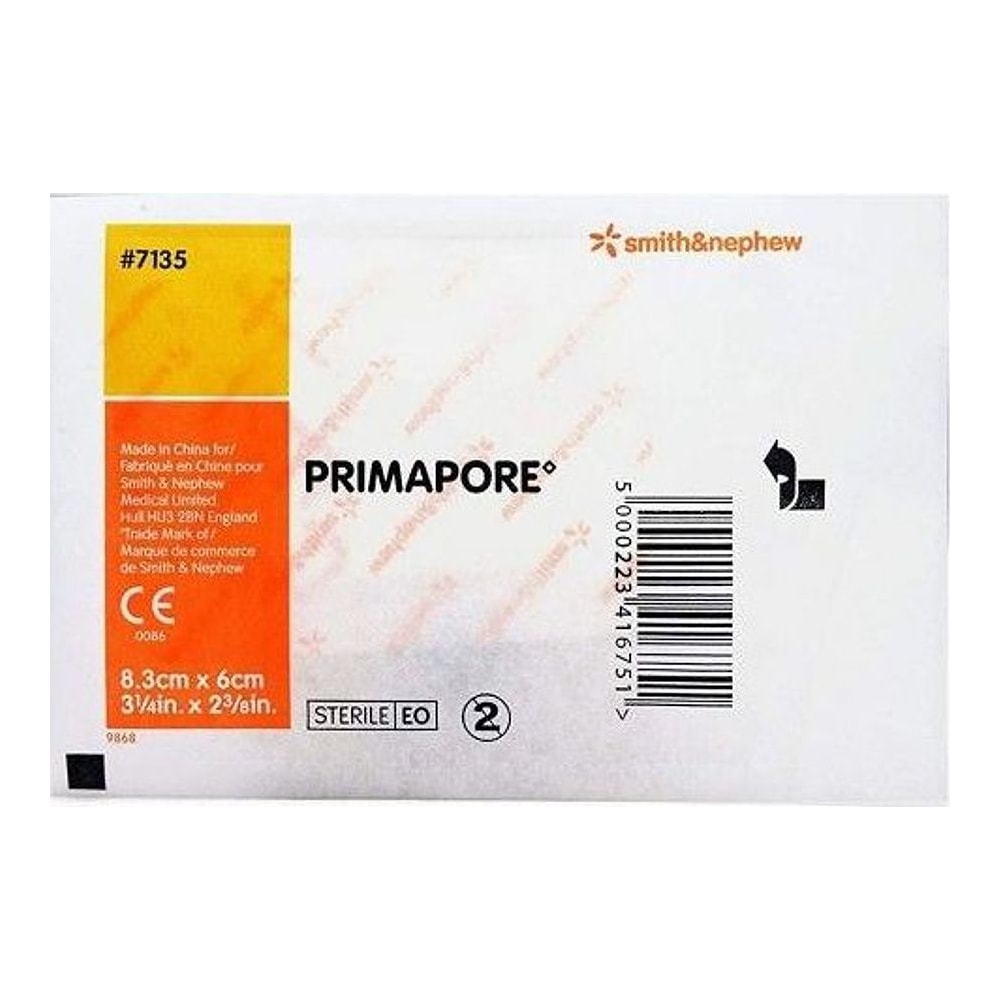 #7135
smith&nephew
Made in China for/
Fabriqué en Chine pour
Smith & Nephew
Medical Limited
Hull HU3 2BN England
°Trade Mark of/
Marque de commerce
de Smith & Nephew
CE
0086
8.3cm x 6cm
3¼in. x 2⅜in.
9868
PRIMAPORE◊
STERILE EO
2
5 000223 416751 >